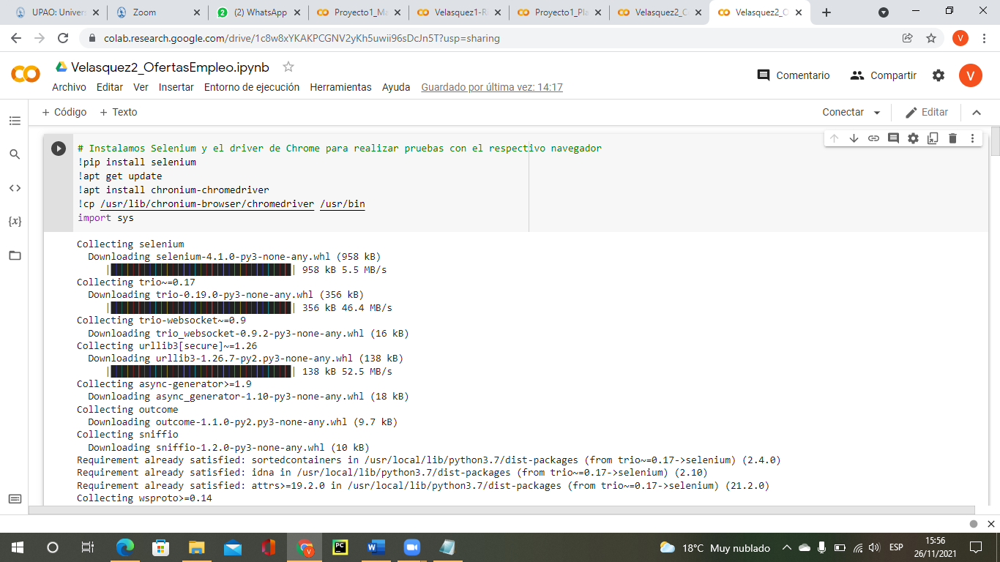 UPAO: Univers
Zoom
(2) WhatsApp
Proyecto1_Ma
Velasquez1-R
Proyecto1_Pla
Velasquez2_C
Velasquez2_O
colab.research.google.com/drive/1c8w8xYKAKPCGNV2yKh5uwii96sDcJn5T?usp=sharing
V
Velasquez2_OfertasEmpleo.ipynb
Comentario
Compartir
V
Archivo Editar Ver Insertar Entorno de ejecución Herramientas Ayuda Guardado por última vez: 14:17
+ Código + Texto
Conectar
Editar
# Instalamos Selenium y el driver de Chrome para realizar pruebas con el respectivo navegador
!pip install selenium
!apt get update
!apt install chronium-chromedriver
!cp /usr/lib/chronium-browser/chromedriver /usr/bin
import sys
Collecting selenium
Downloading selenium-4.1.0-py3-none-any.whl (958 kB)
| | 958 kB 5.5 MB/s
Collecting trio~=0.17
Downloading trio-0.19.0-py3-none-any.whl (356 kB)
| | 356 kB 46.4 MB/s
Collecting trio-websocket~=0.9
Downloading trio_websocket-0.9.2-py3-none-any.whl (16 kB)
Collecting urllib3[secure]~=1.26
Downloading urllib3-1.26.7-py2.py3-none-any.whl (138 kB)
| | 138 kB 52.5 MB/s
Collecting async-generator>=1.9
Downloading async_generator-1.10-py3-none-any.whl (18 kB)
Collecting outcome
Downloading outcome-1.1.0-py2.py3-none-any.whl (9.7 kB)
Collecting sniffio
Downloading sniffio-1.2.0-py3-none-any.whl (10 kB)
Requirement already satisfied: sortedcontainers in /usr/local/lib/python3.7/dist-packages (from trio~=0.17->selenium) (2.4.0)
Requirement already satisfied: idna in /usr/local/lib/python3.7/dist-packages (from trio~=0.17->selenium) (2.10)
Requirement already satisfied: attrs>=19.2.0 in /usr/local/lib/python3.7/dist-packages (from trio~=0.17->selenium) (21.2.0)
Collecting wsproto>=0.14
18°C Muy nublado
ESP
15:56
26/11/2021